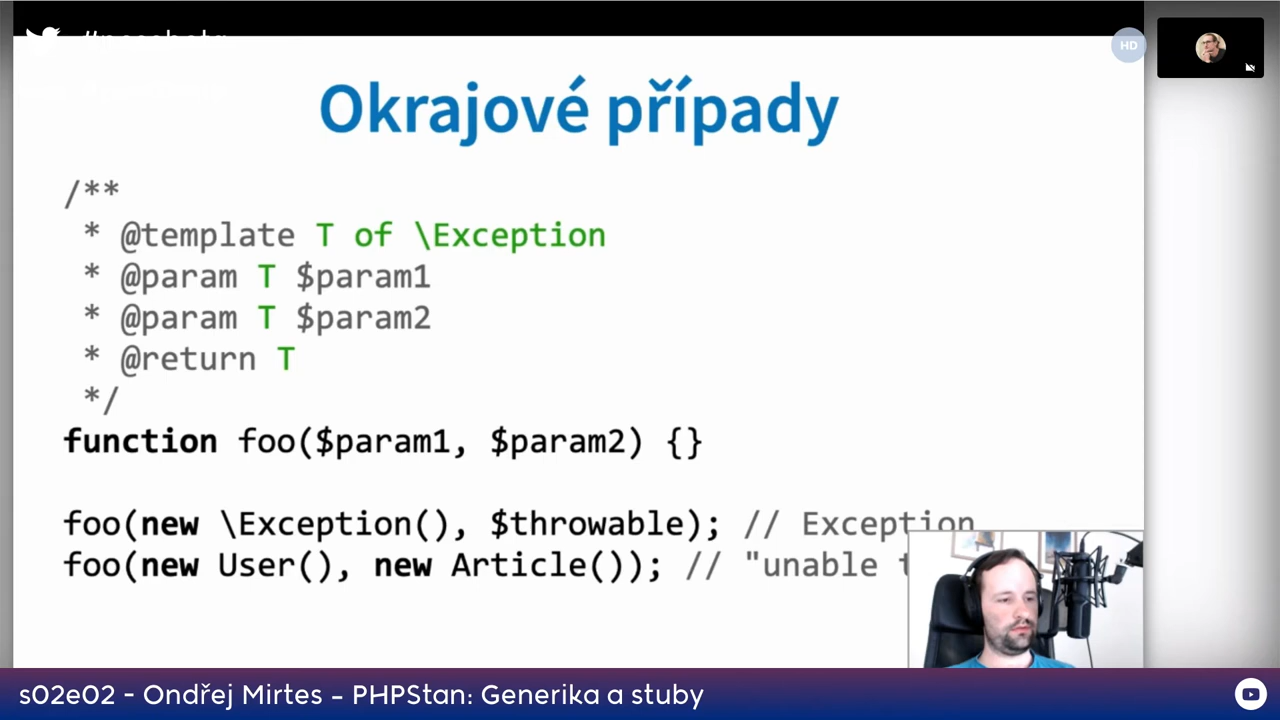 HD
Okrajové případy
/**
 * @template T of \Exception
 * @param T $param1
 * @param T $param2
 * @return T
 */
function foo($param1, $param2) {}
foo(new \Exception(), $throwable); // Exception
foo(new User(), new Article()); // "unable
s02e02 - Ondřej Mirtes - PHPStan: Generika a stuby